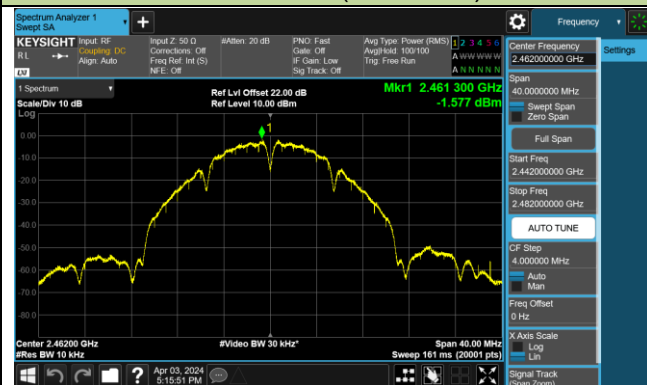 Spectrum Analyzer 1
Swept SA
Frequency
KEYSIGHT
Input: RF
Coupling: DC
Align: Auto
Input Z: 50 Ω
Corrections: Off
Freq Ref: Int (S)
NFE: Off
#Atten: 20 dB
PNO: Fast
Gate: Off
IF Gain: Low
Sig Track: Off
Avg Type: Power (RMS)
Avg|Hold: 100/100
Trig: Free Run
1 2 3 4 5 6
A W W W W W
A N N N N N
RL
LXI
1 Spectrum
Scale/Div 10 dB
Ref Lvl Offset 22.00 dB
Ref Level 10.00 dBm
Mkr1 2.461 300 GHz
-1.577 dBm
Log
1
0.00
-10.0
-20.0
-30.0
-40.0
-50.0
-60.0
-70.0
-80.0
Center 2.46200 GHz
#Res BW 10 kHz
#Video BW 30 kHz*
Span 40.00 MHz
Sweep 161 ms (20001 pts)
Apr 03, 2024
5:15:51 PM
Center Frequency
2.462000000 GHz
Settings
Span
40.0000000 MHz
Swept Span
Zero Span
Full Span
Start Freq
2.442000000 GHz
Stop Freq
2.482000000 GHz
AUTO TUNE
CF Step
4.000000 MHz
Auto
Man
Freq Offset
0 Hz
X Axis Scale
Log
Lin
Signal Track
(Span Zoom)